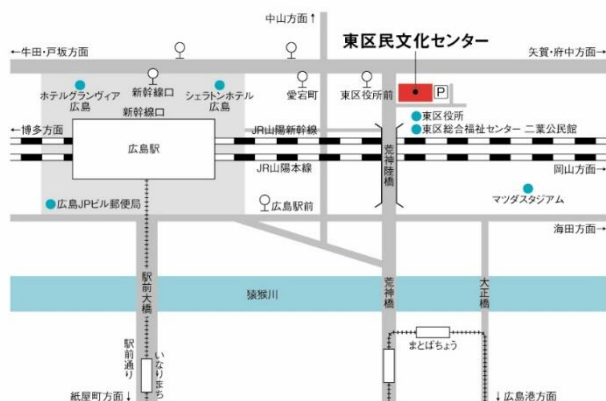 中山方面↑
←牛田・戸坂方面
東区民文化センター
矢賀・府中方面→
新幹線口
ホテルグランヴィア
広島
シェラトンホテル
広島
愛宕町
東区役所前
P
新幹線口
東区役所
東区総合福祉センター 二葉公民館
←博多方面
JR山陽新幹線
広島駅
荒神陸橋
JR山陽本線
岡山方面→
マツダスタジアム
広島JPビル郵便局
広島駅前
海田方面→
駅前大橋
猿猴川
荒神橋
大正橋
駅前通り
いなりまち
まとばちょう
紙屋町方面↓
↓広島港方面